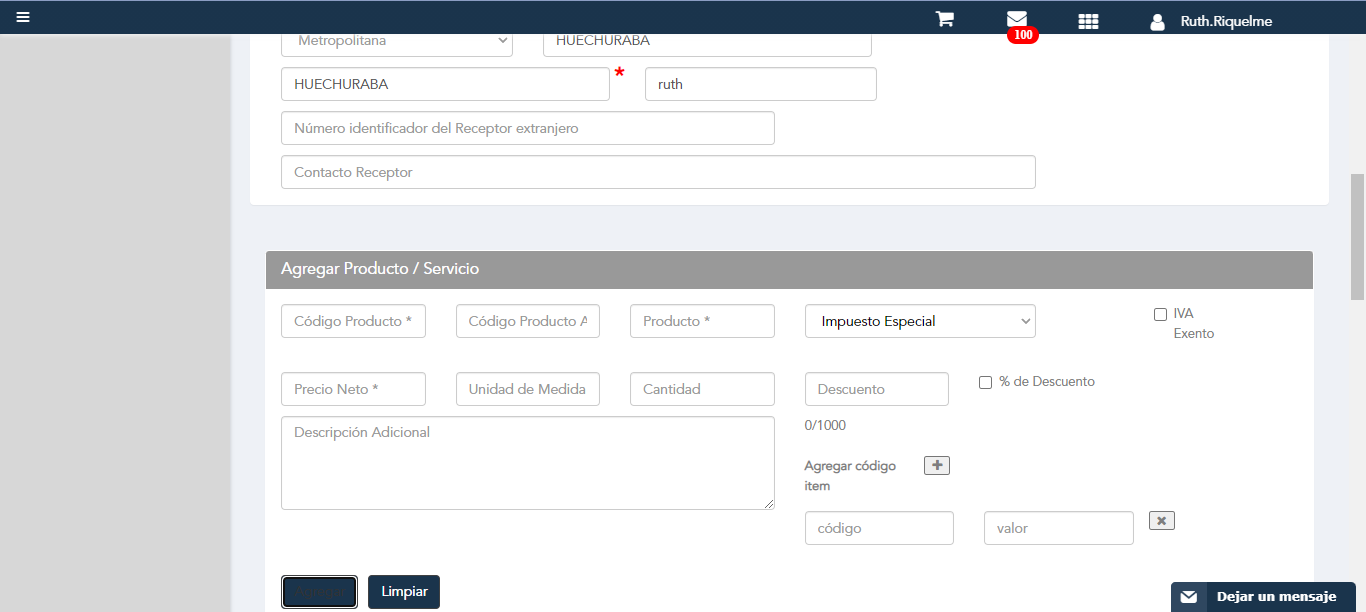 100
Ruth.Riquelme
Metropolitana
HUECHURABA
HUECHURABA
*
ruth
Número identificador del Receptor extranjero
Contacto Receptor
Agregar Producto / Servicio
Código Producto *
Código Producto A
Producto *
Impuesto Especial
IVA
Exento
Precio Neto *
Unidad de Medida
Cantidad
Descuento
% de Descuento
Descripción Adicional
0/1000
Agregar código
item
código
valor
Limpiar
Dejar un mensaje